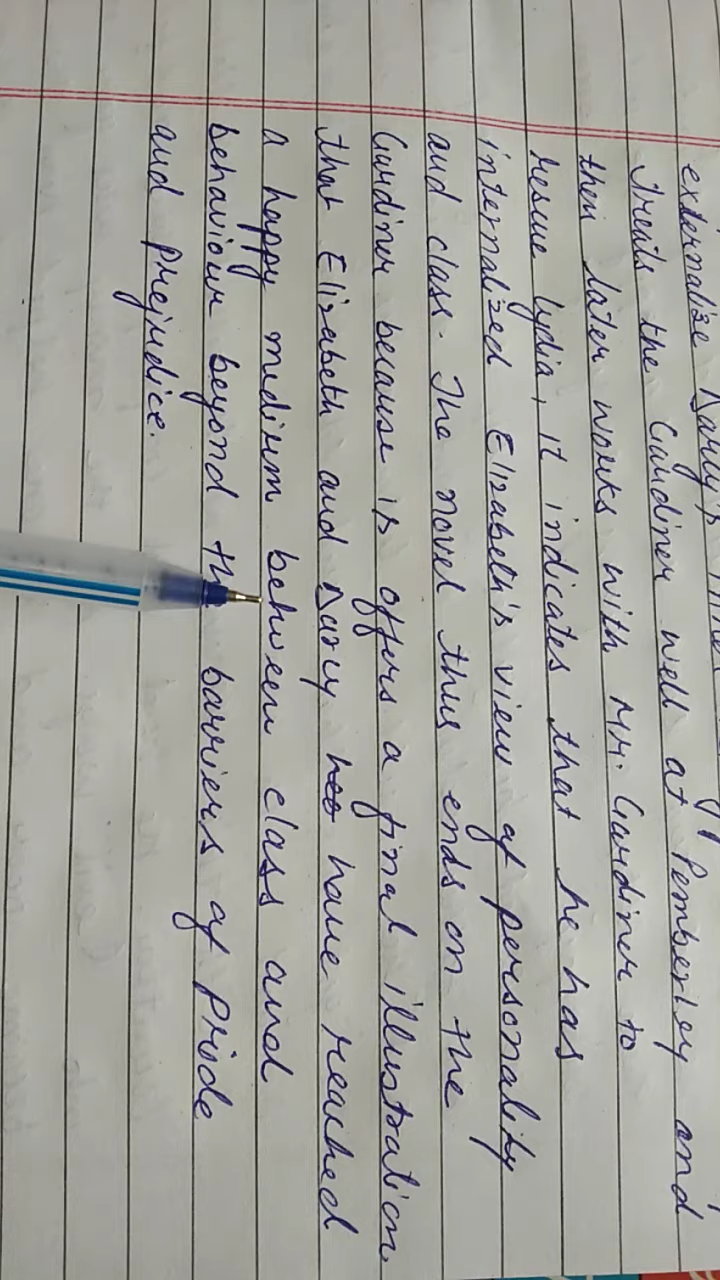 externalize Darcy's
treats the Gardiner well at Pemberley and
then later works with Mr. Gardiner to
rescue Lydia, it indicates that he has
internalized Elizabeth's view of personality
and class. The novel thus ends on the
Gardiner because is offers a final illustration
that Elizabeth and Darcy have reached
a happy medium between class and
behaviour beyond the barriers of Pride
and prejudice.